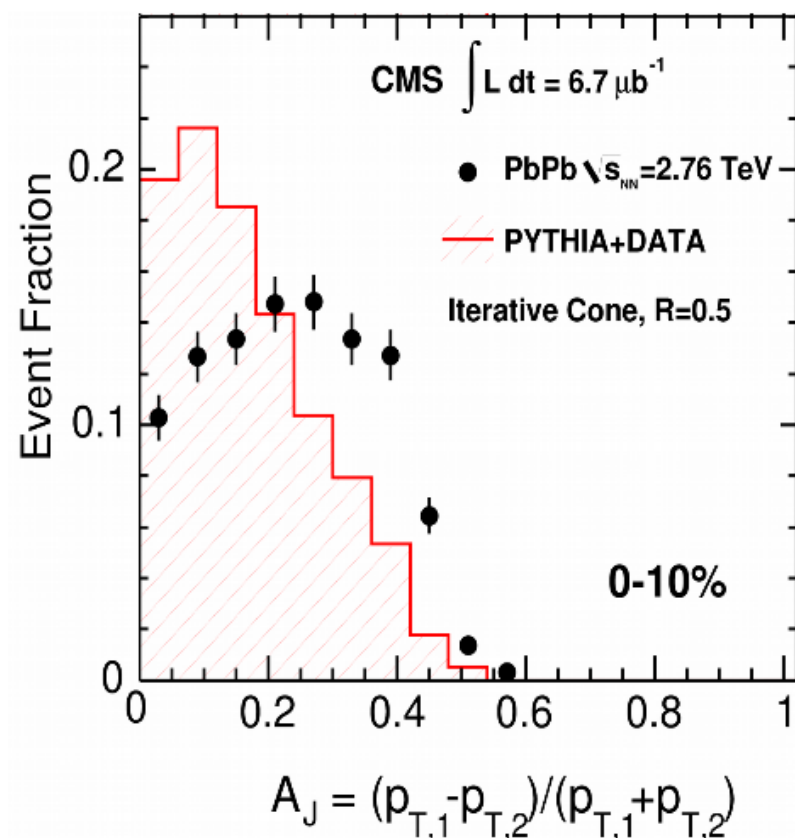 CMS ∫ L dt = 6.7 μb⁻¹
0.2
PbPb √s_NN=2.76 TeV
PYTHIA+DATA
Iterative Cone, R=0.5
Event Fraction
0.1
0-10%
0
0 0.2 0.4 0.6 0.8 1
A_J = (p_T,1-p_T,2)/(p_T,1+p_T,2)